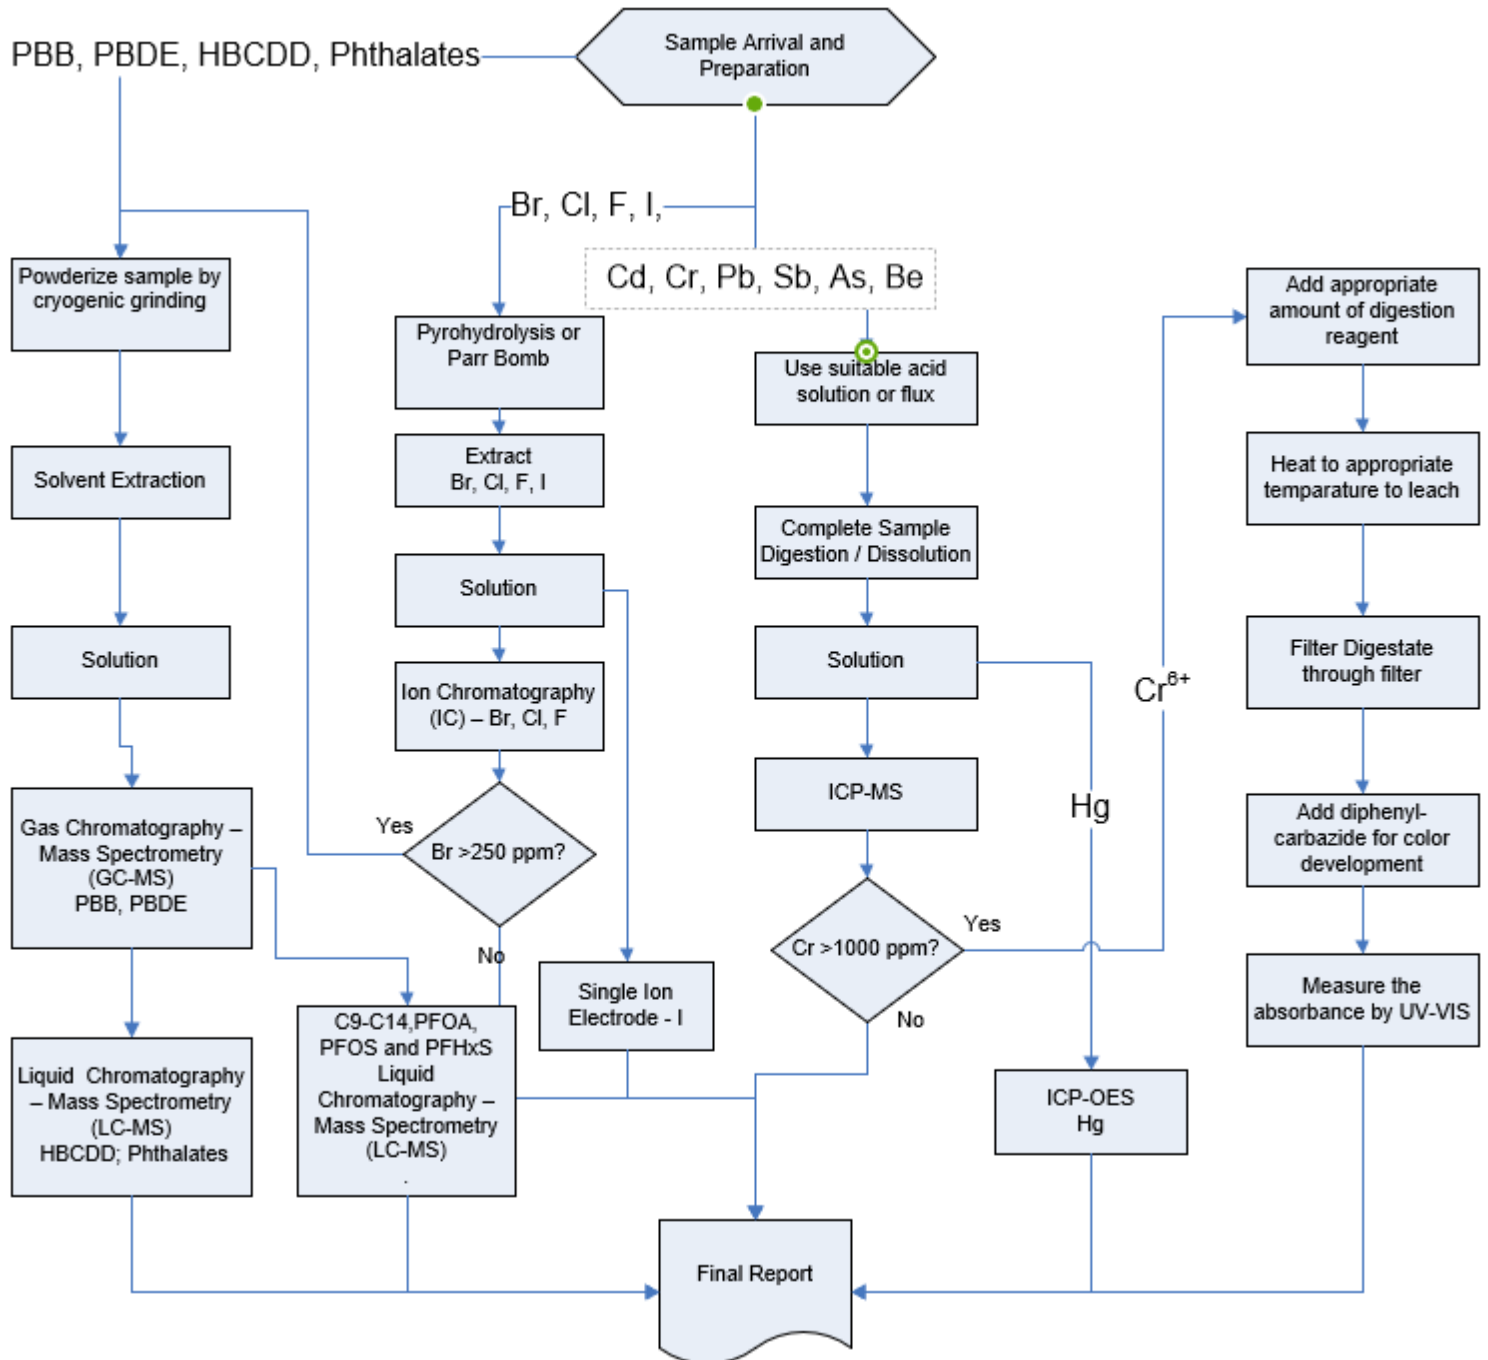 Sample Arrival and
Preparation
PBB, PBDE, HBCDD, Phthalates
Br, Cl, F, I,
Cd, Cr, Pb, Sb, As, Be
Powderize sample by
cryogenic grinding
Solvent Extraction
Solution
Gas Chromatography –
Mass Spectrometry
(GC-MS)
PBB, PBDE
Liquid Chromatography
– Mass Spectrometry
(LC-MS)
HBCDD; Phthalates
Pyrohydrolysis or
Parr Bomb
Extract
Br, Cl, F, I
Solution
Ion Chromatography
(IC) – Br, Cl, F
Br >250 ppm?
Yes
No
C9-C14,PFOA,
PFOS and PFHxS
Liquid
Chromatography –
Mass Spectrometry
(LC-MS)
.
Single Ion
Electrode - I
Use suitable acid
solution or flux
Complete Sample
Digestion / Dissolution
Solution
ICP-MS
Cr >1000 ppm?
Yes
No
Hg
ICP-OES
Hg
Cr⁶⁺
Add appropriate
amount of digestion
reagent
Heat to appropriate
temparature to leach
Filter Digestate
through filter
Add diphenyl-
carbazide for color
development
Measure the
absorbance by UV-VIS
Final Report